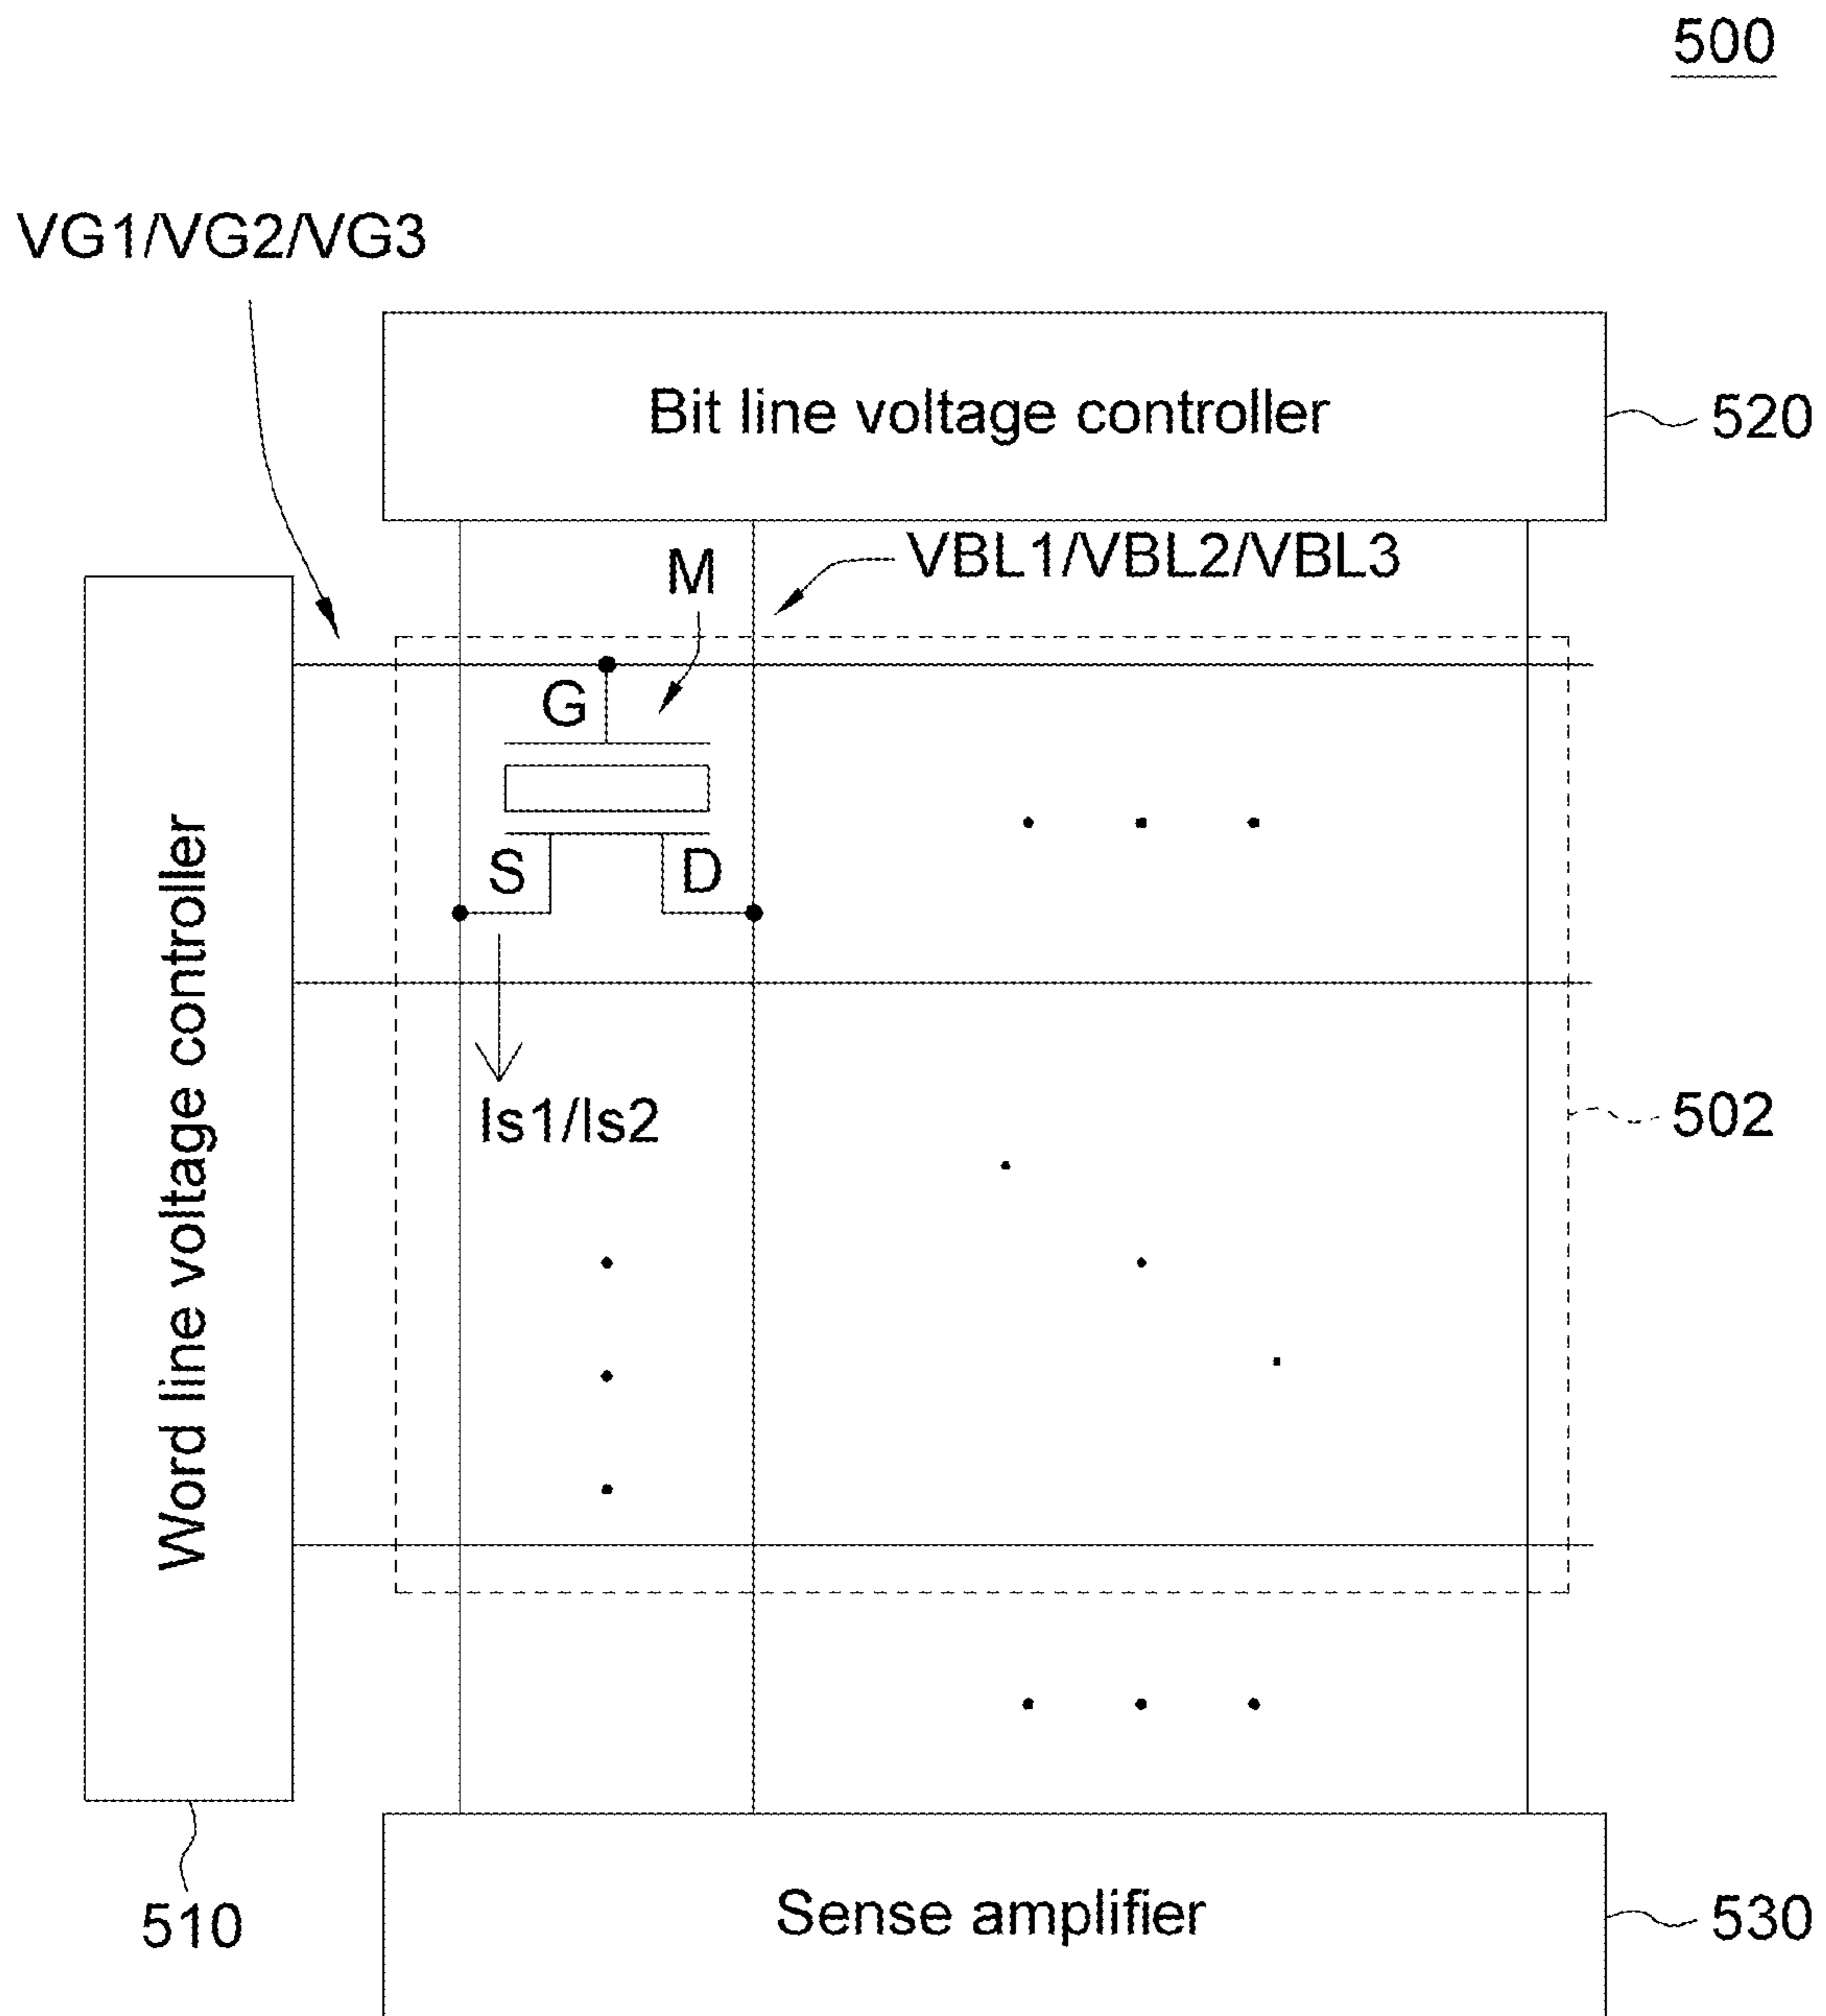 500
VG1/VG2/VG3
Bit line voltage controller
520
VBL1/VBL2/VBL3
M
G
S
D
Word line voltage controller
Is1/Is2
502
510
Sense amplifier
530